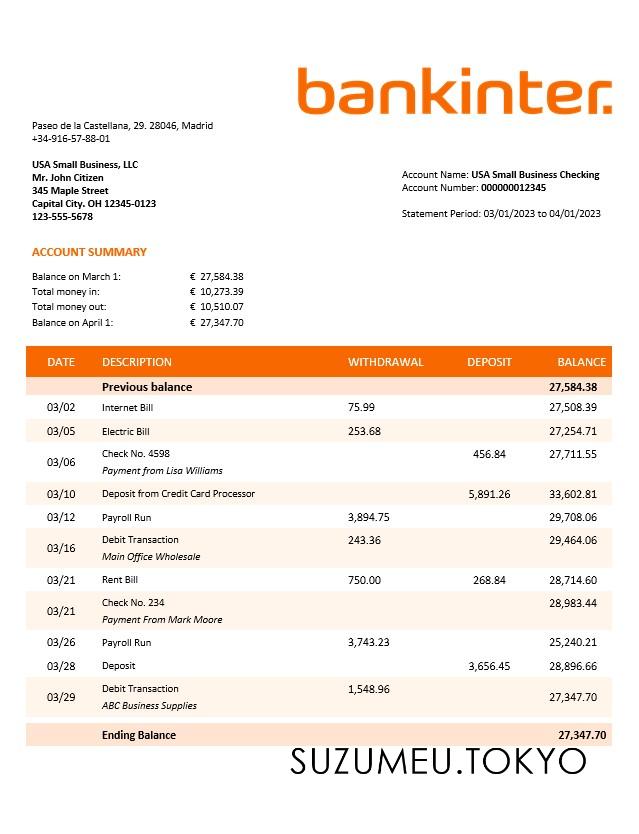 bankinter.
Paseo de la Castellana, 29. 28046, Madrid
+34-916-57-88-01
USA Small Business, LLC
Mr. John Citizen
345 Maple Street
Capital City. OH 12345-0123
123-555-5678
Account Name: USA Small Business Checking
Account Number: 000000012345
Statement Period: 03/01/2023 to 04/01/2023
ACCOUNT SUMMARY
Balance on March 1: € 27,584.38
Total money in: € 10,273.39
Total money out: € 10,510.07
Balance on April 1: € 27,347.70
DATE DESCRIPTION WITHDRAWAL DEPOSIT BALANCE
Previous balance 27,584.38
03/02 Internet Bill 75.99 27,508.39
03/05 Electric Bill 253.68 27,254.71
03/06 Check No. 4598 456.84 27,711.55
Payment from Lisa Williams
03/10 Deposit from Credit Card Processor 5,891.26 33,602.81
03/12 Payroll Run 3,894.75 29,708.06
03/16 Debit Transaction 243.36 29,464.06
Main Office Wholesale
03/21 Rent Bill 750.00 268.84 28,714.60
03/21 Check No. 234 28,983.44
Payment From Mark Moore
03/26 Payroll Run 3,743.23 25,240.21
03/28 Deposit 3,656.45 28,896.66
03/29 Debit Transaction 1,548.96 27,347.70
ABC Business Supplies
Ending Balance 27,347.70
SUZUMEU.TOKYO